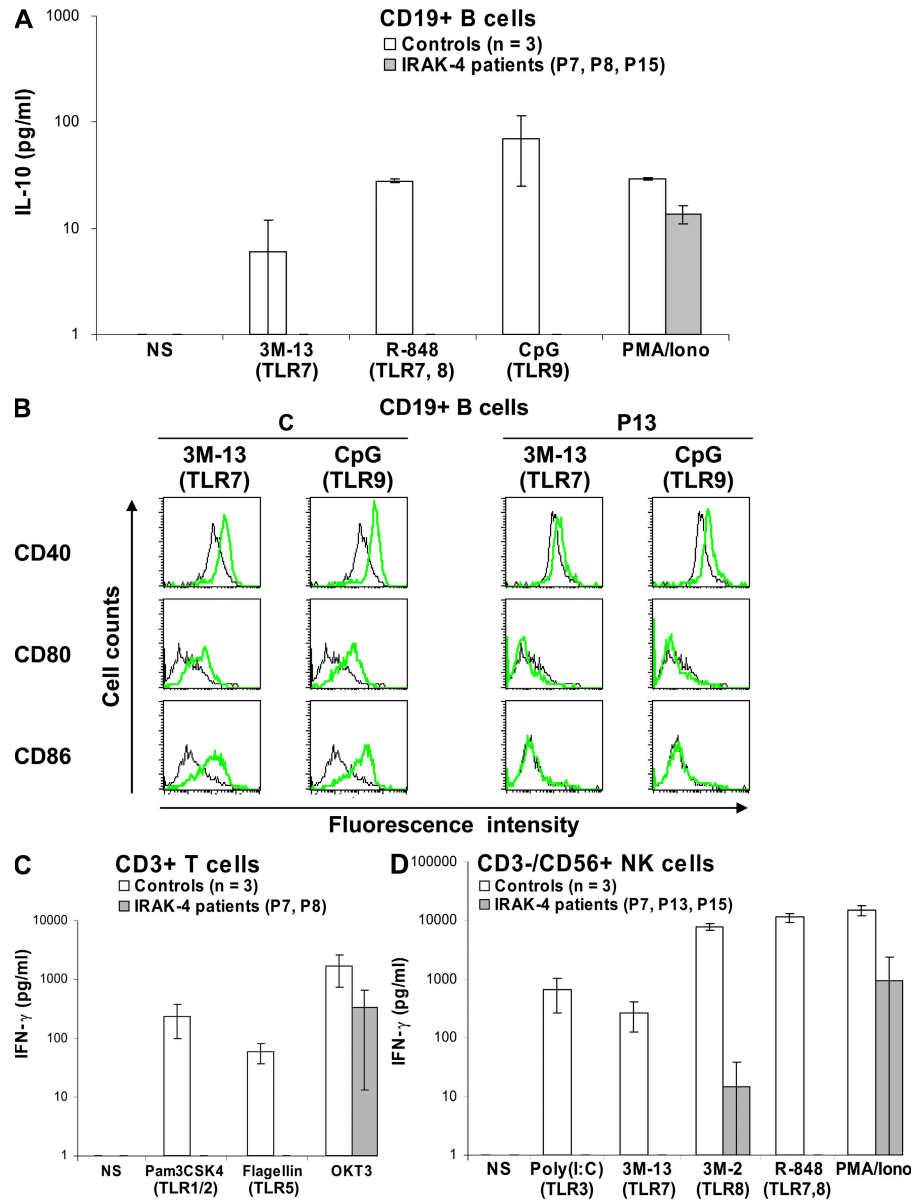 A
CD19+ B cells
Controls (n = 3)
IRAK-4 patients (P7, P8, P15)
IL-10 (pg/ml)
1000
100
10
1
NS
3M-13
(TLR7)
R-848
(TLR7, 8)
CpG
(TLR9)
PMA/Iono
B
CD19+ B cells
C
P13
3M-13
(TLR7)
CpG
(TLR9)
3M-13
(TLR7)
CpG
(TLR9)
CD40
CD80
CD86
Cell counts
Fluorescence intensity
C
CD3+ T cells
Controls (n = 3)
IRAK-4 patients (P7, P8)
IFN-γ (pg/ml)
10000
1000
100
10
1
NS
Pam3CSK4
(TLR1/2)
Flagellin
(TLR5)
OKT3
D
CD3-/CD56+ NK cells
Controls (n = 3)
IRAK-4 patients (P7, P13, P15)
IFN-γ (pg/ml)
100000
10000
1000
100
10
1
NS
Poly(I:C)
(TLR3)
3M-13
(TLR7)
3M-2
(TLR8)
R-848
(TLR7,8)
PMA/Iono